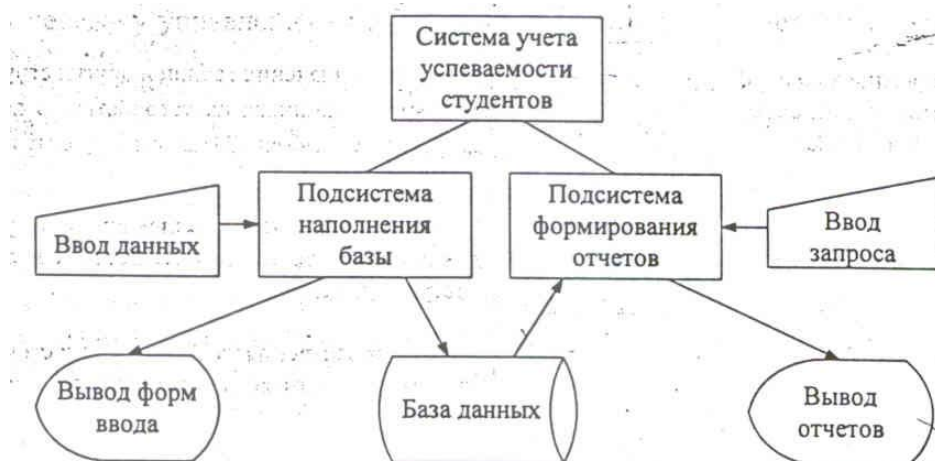 Система учета
успеваемости
студентов
Подсистема
наполнения
базы
Подсистема
формирования
отчетов
Ввод данных
Ввод
запроса
Вывод форм
ввода
База данных
Вывод
отчетов